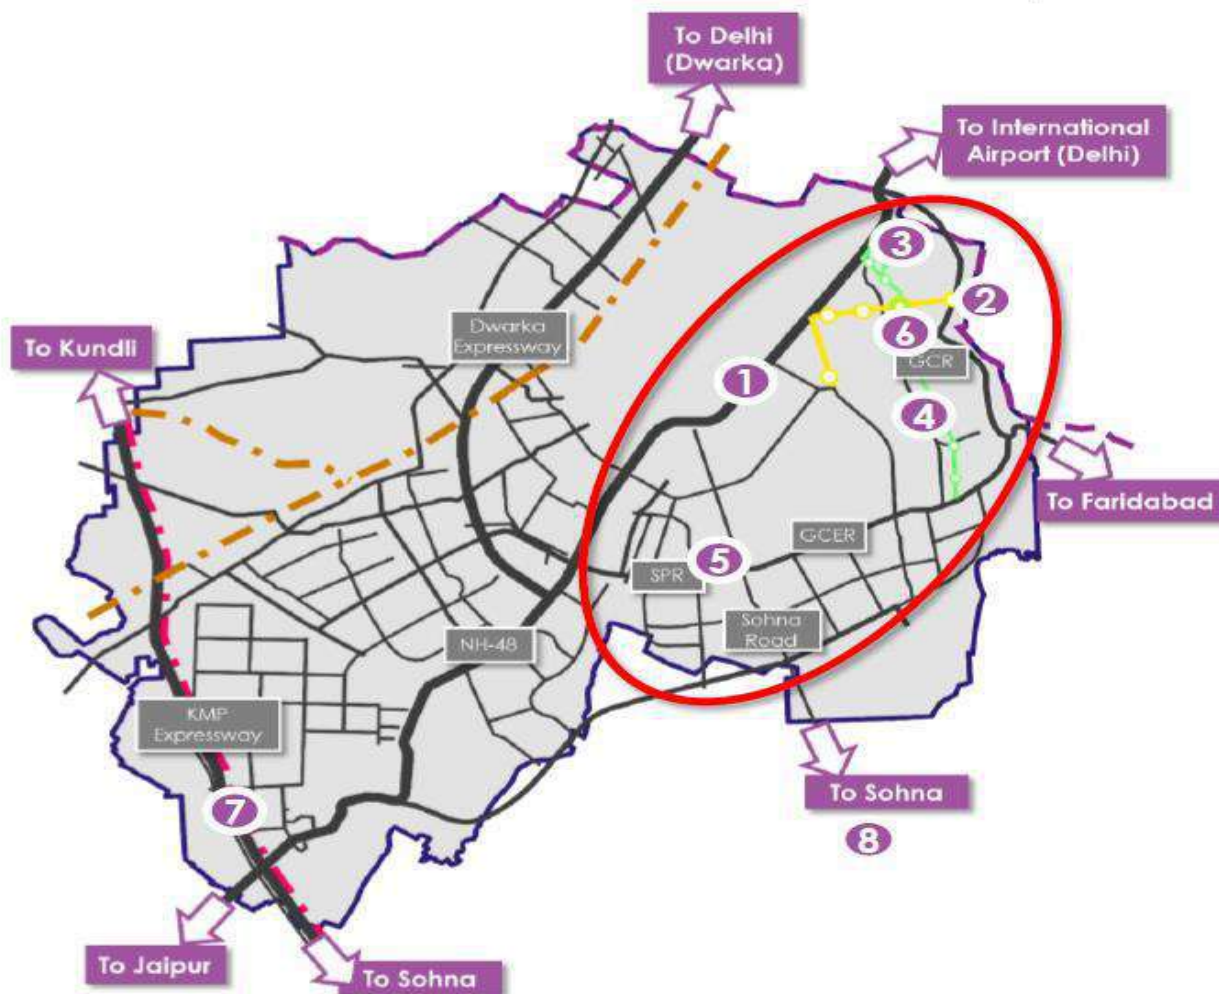 To Delhi
(Dwarka)
To International
Airport (Delhi)
3
2
Dwarka
Expressway
6
To Kundli
GCR
1
4
To Faridabad
GCER
5
SPR
Sohna
Road
NH-48
KMP
Expressway
To Sohna
7
8
To Jaipur
To Sohna